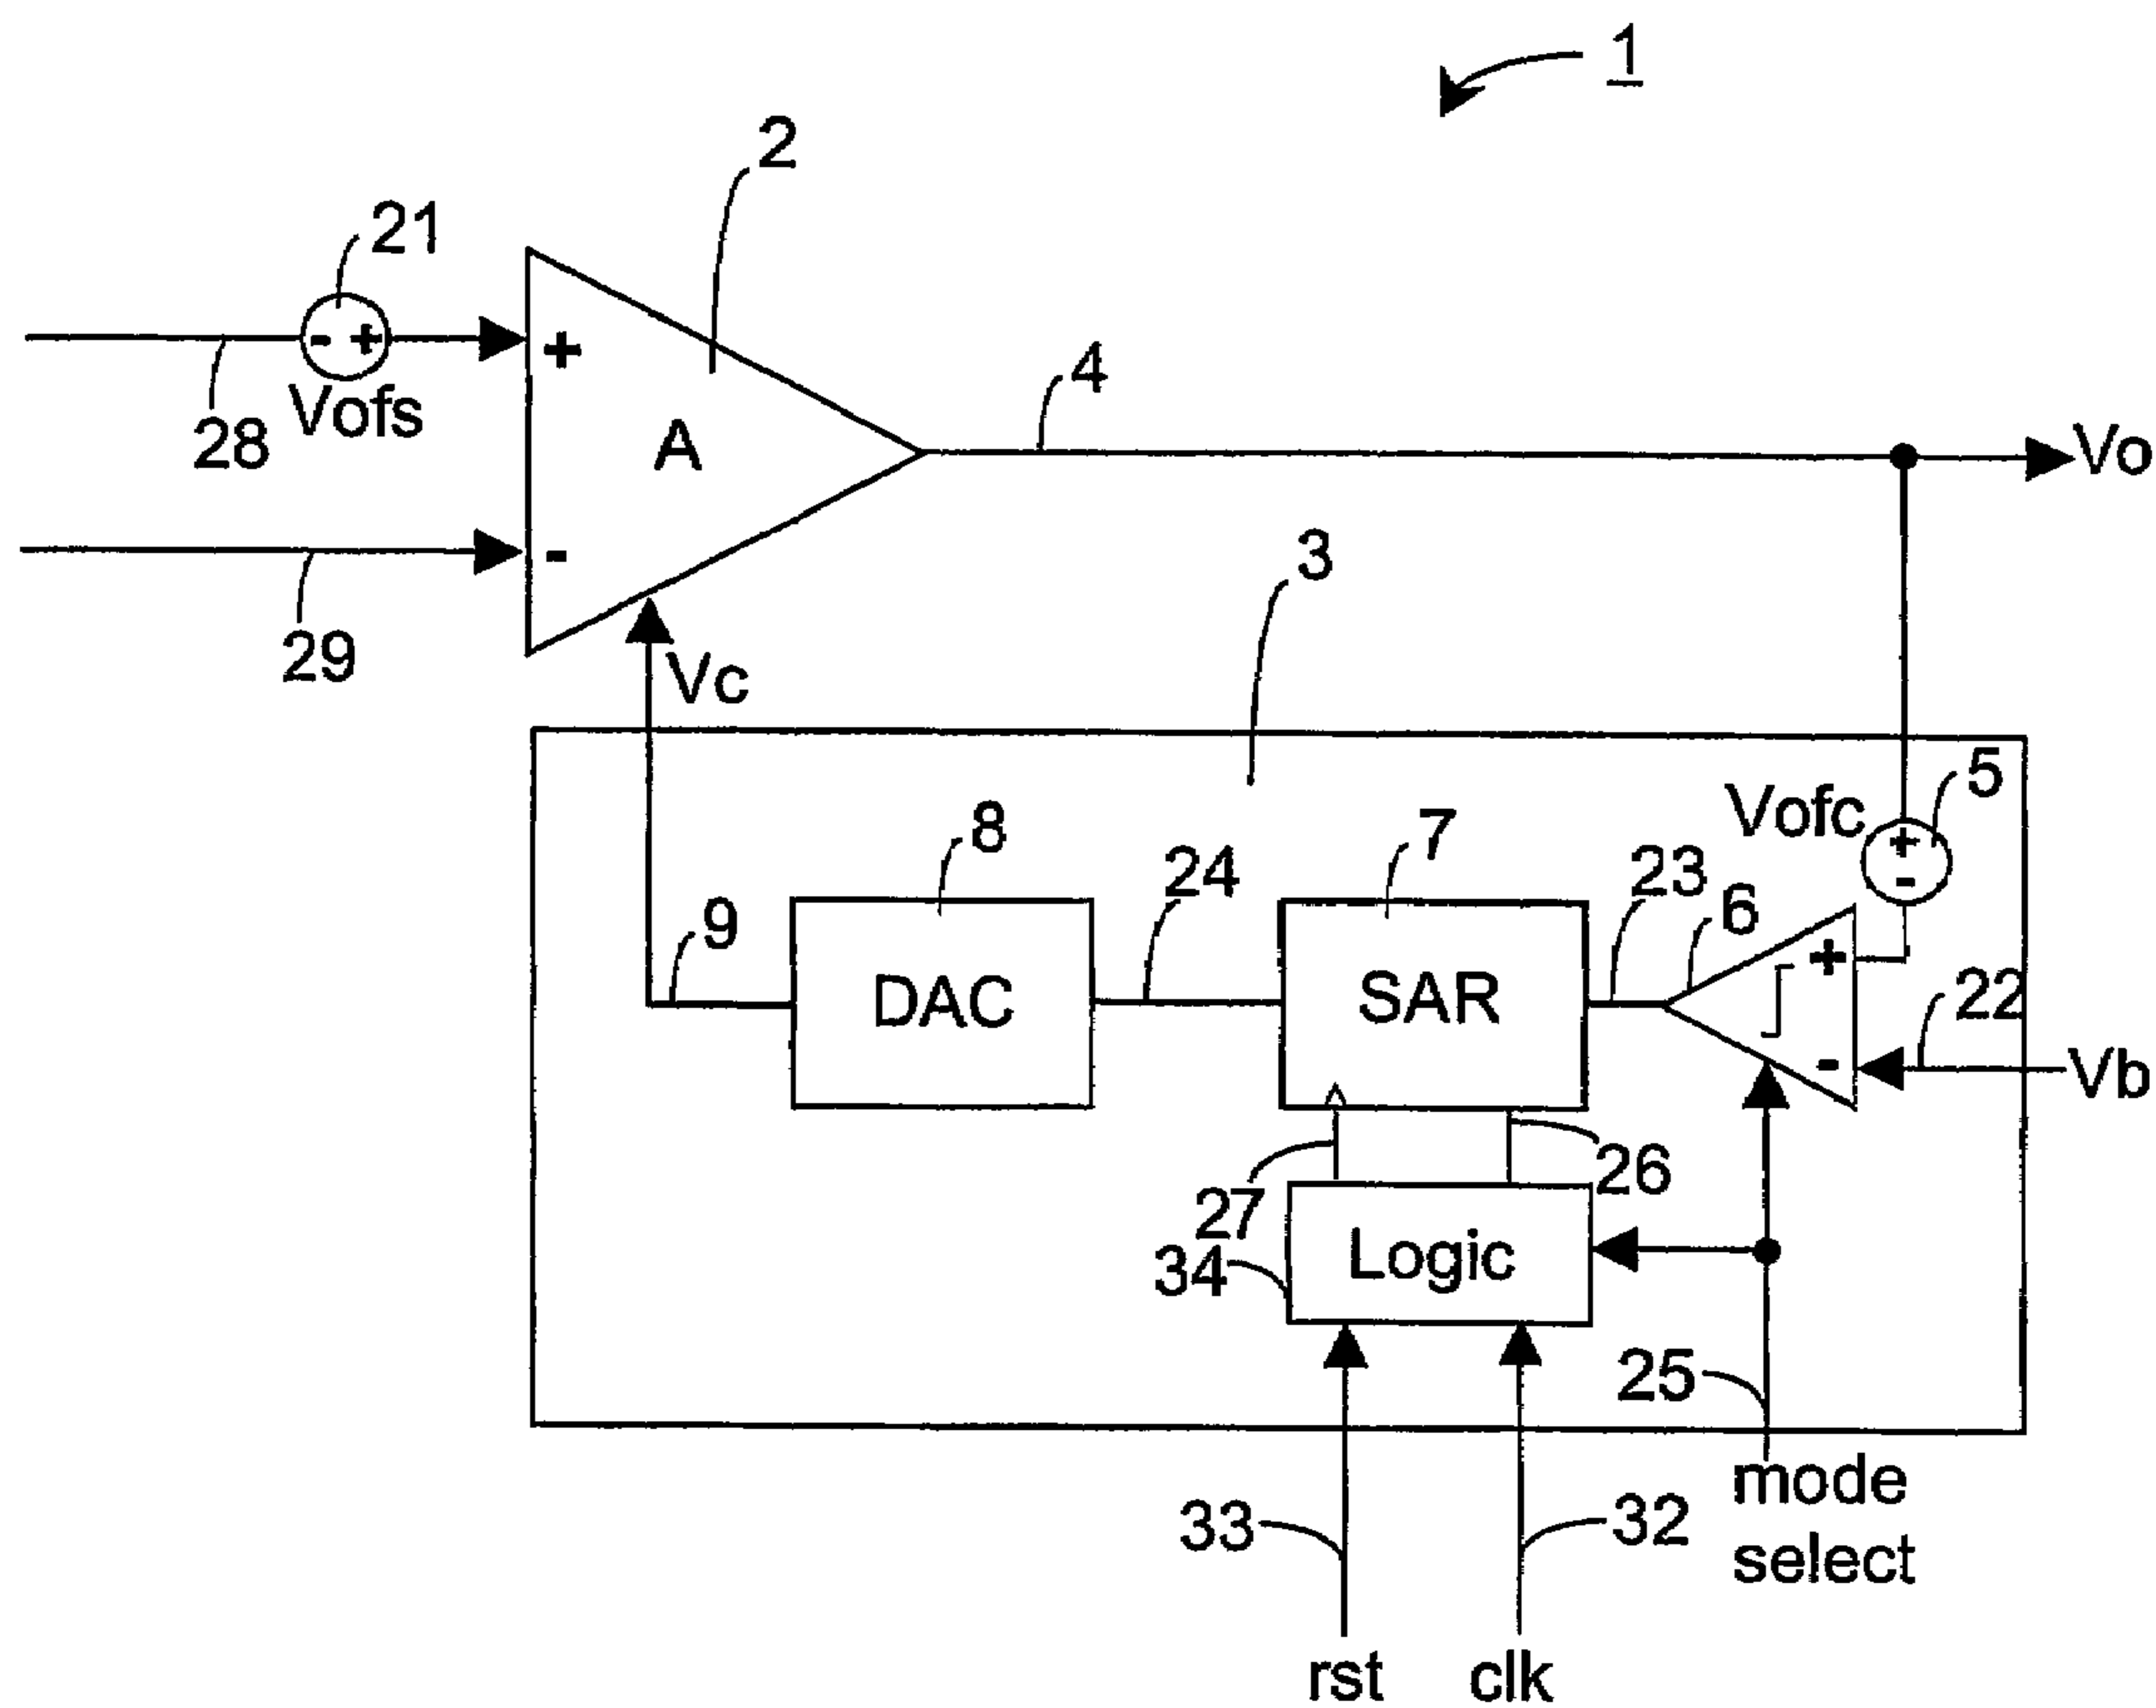 1
2
21
+
- +
4
Vofs
28
A
Vo
-
3
29
Vc
5
Vofc
+
-
8
7
24
23
6
9
+
DAC
SAR
22
-
Vb
26
27
34
Logic
25
mode
select
33
32
rst
clk